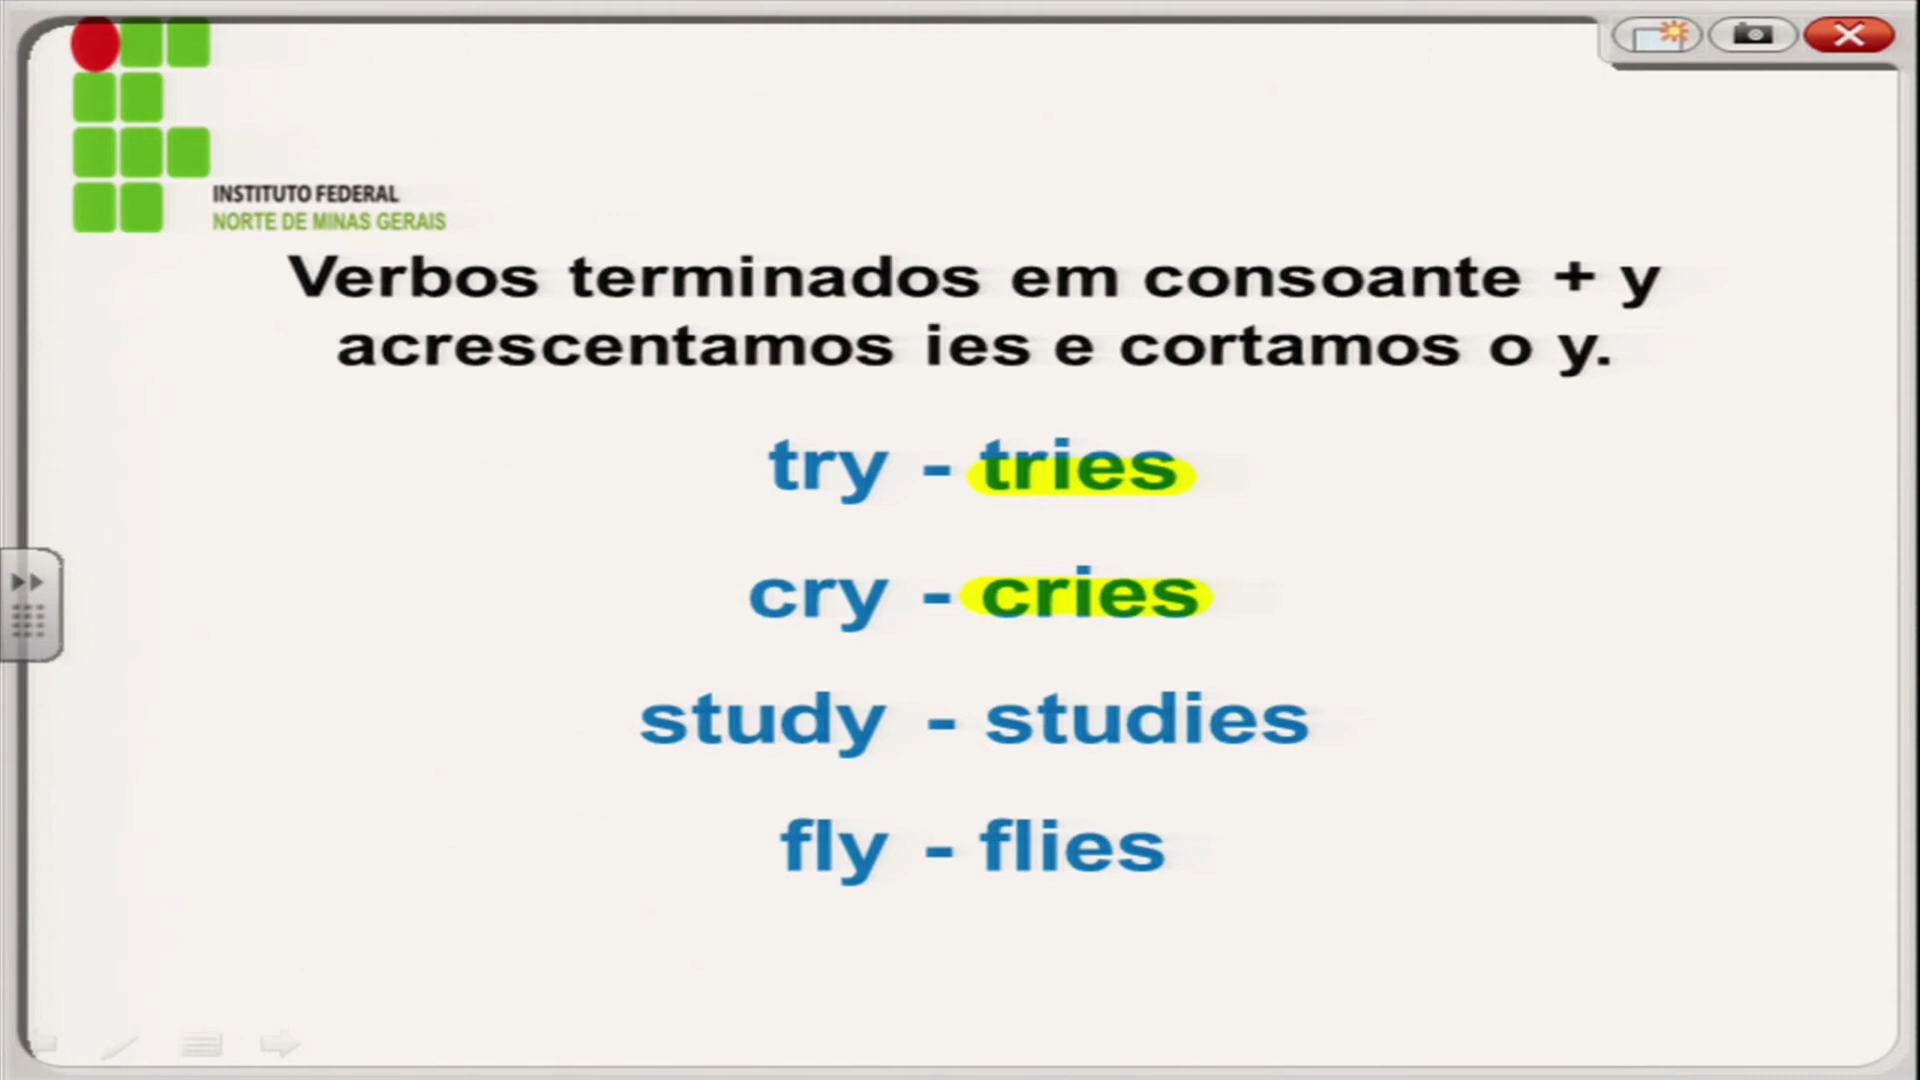 INSTITUTO FEDERAL
NORTE DE MINAS GERAIS
Verbos terminados em consoante + y
acrescentamos ies e cortamos o y.
try - tries
cry - cries
study - studies
fly - flies